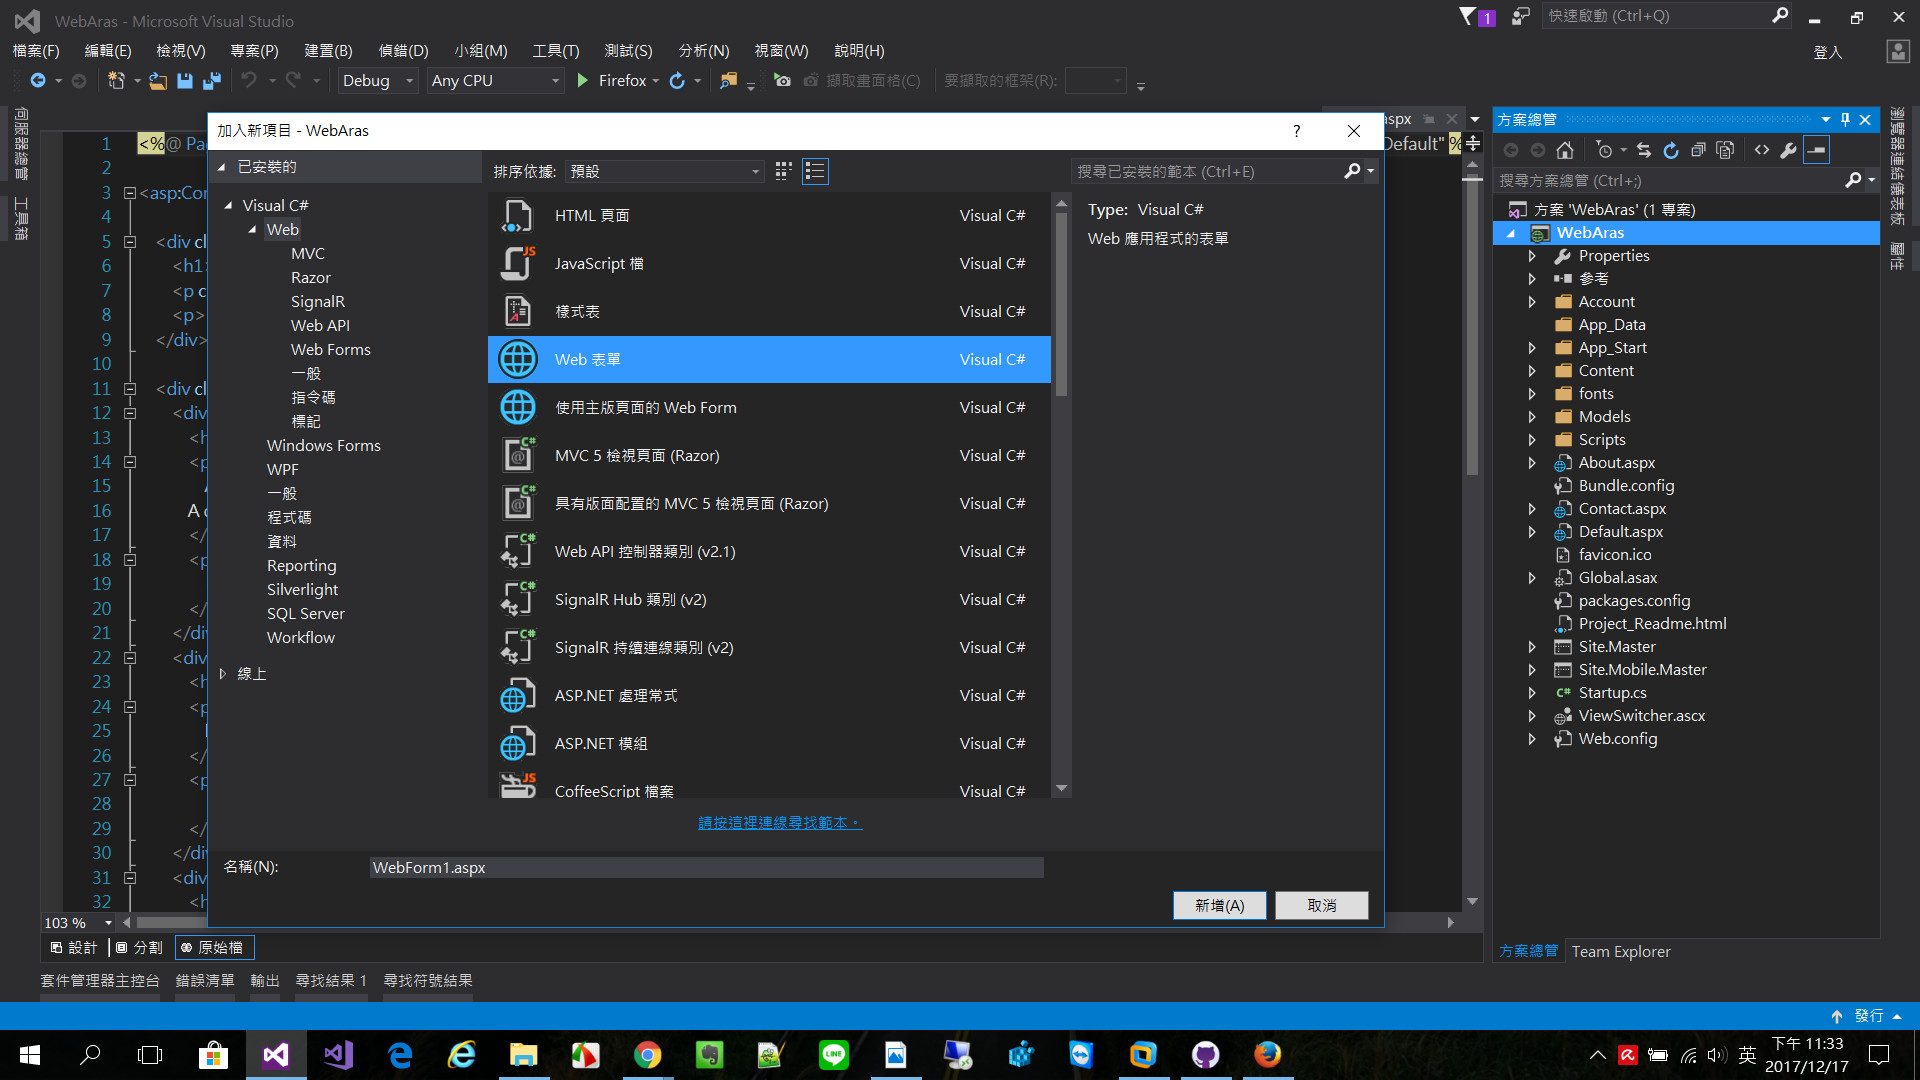 WebAras - Microsoft Visual Studio
1
快速啟動 (Ctrl+Q)
檔案(F) 編輯(E) 檢視(V) 專案(P) 建置(B) 偵錯(D) 小組(M) 工具(T) 測試(S) 分析(N) 視窗(W) 說明(H)
登入
Debug Any CPU Firefox 擷取畫面格(C) 要擷取的框架(R):
伺服器總管
工具箱
加入新項目 - WebAras
?
已安裝的
Visual C#
Web
MVC
Razor
SignalR
Web API
Web Forms
一般
指令碼
標記
Windows Forms
WPF
一般
程式碼
資料
Reporting
Silverlight
SQL Server
Workflow
線上
排序依據: 預設
搜尋已安裝的範本 (Ctrl+E)
HTML 頁面 Visual C#
JavaScript 檔 Visual C#
樣式表 Visual C#
Web 表單 Visual C#
使用主版頁面的 Web Form Visual C#
MVC 5 檢視頁面 (Razor) Visual C#
具有版面配置的 MVC 5 檢視頁面 (Razor) Visual C#
Web API 控制器類別 (v2.1) Visual C#
SignalR Hub 類別 (v2) Visual C#
SignalR 持續連線類別 (v2) Visual C#
ASP.NET 處理常式 Visual C#
ASP.NET 模組 Visual C#
CoffeeScript 檔案 Visual C#
Type: Visual C#
Web 應用程式的表單
請按這裡連線尋找範本。
名稱(N): WebForm1.aspx
新增(A) 取消
aspx
1 <%@ Pa Default" %
2
3 <asp:Cor
4
5 <div cl
6 <h1>
7 <p c
8 <p>
9 </div>
10
11 <div cl
12 <div
13 <h
14 <p
15
16 A c
17 </
18 <p
19
20 </
21 </div
22 <div
23 <h
24 <p
25
26 </
27 <p
28
29 </
30 </div
31 <div
32 <h
103 %
設計 分割 原始檔
套件管理器主控台 錯誤清單 輸出 尋找結果 1 尋找符號結果
方案總管
搜尋方案總管 (Ctrl+;)
方案 'WebAras' (1 專案)
WebAras
Properties
參考
Account
App_Data
App_Start
Content
fonts
Models
Scripts
About.aspx
Bundle.config
Contact.aspx
Default.aspx
favicon.ico
Global.asax
packages.config
Project_Readme.html
Site.Master
Site.Mobile.Master
Startup.cs
ViewSwitcher.ascx
Web.config
方案總管 Team Explorer
瀏覽器連結儀表板
屬性
發行
英
下午 11:33
2017/12/17